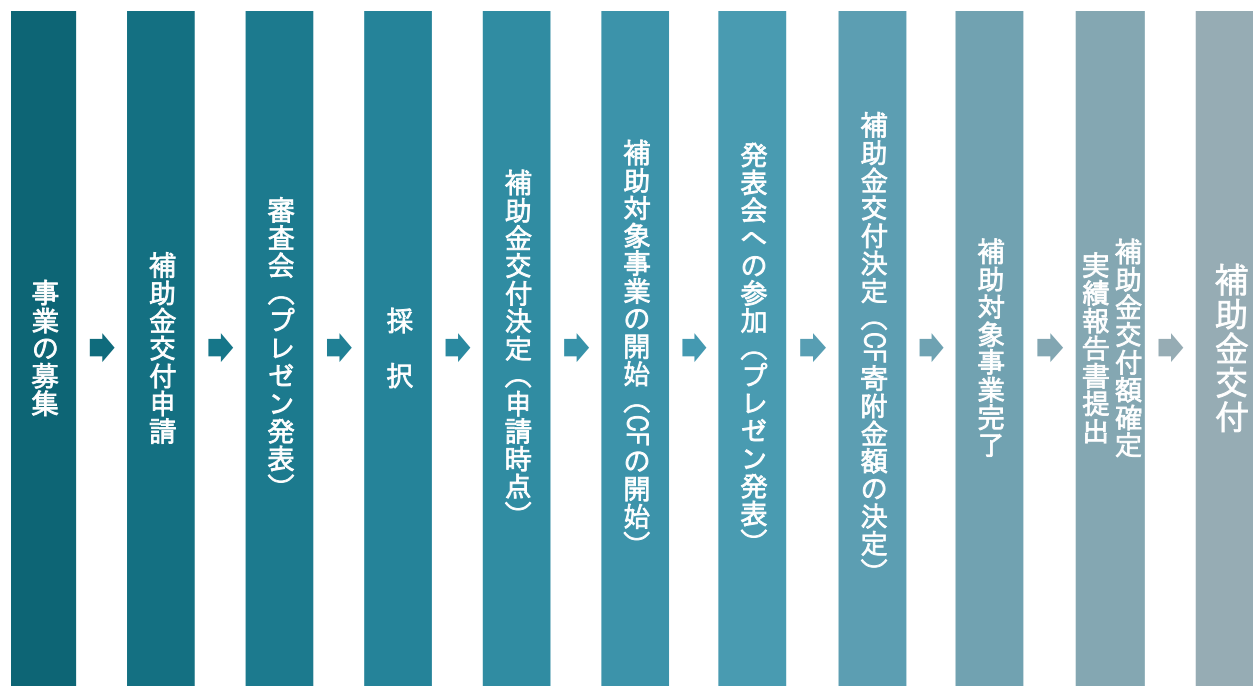 事業の募集
補助金交付申請
審査会（プレゼン発表）
採択
補助金交付決定（申請時点）
補助対象事業の開始（CFの開始）
発表会への参加（プレゼン発表）
補助金交付決定（CF寄附金額の決定）
補助対象事業完了
補助金交付額確定
実績報告書提出
補助金交付